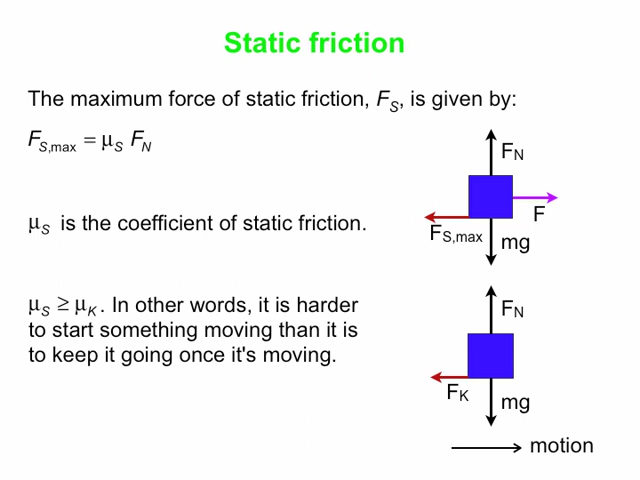 Static friction
The maximum force of static friction, F_S, is given by:
F_S,max = μ_S F_N
μ_S is the coefficient of static friction.
μ_S ≥ μ_K. In other words, it is harder
to start something moving than it is
to keep it going once it's moving.
F_N
F
F_S,max
mg
F_N
F_K
mg
motion